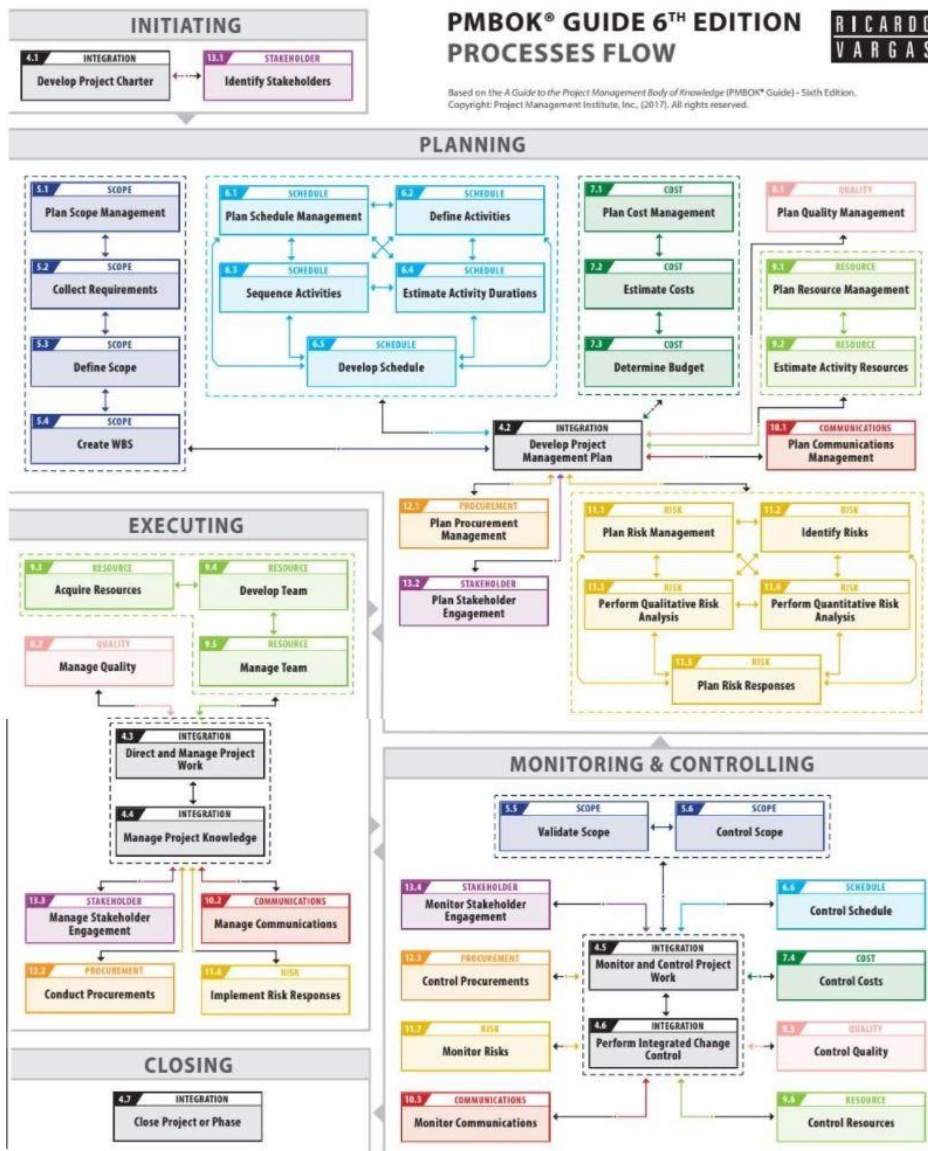 INITIATING
4.1 INTEGRATION
Develop Project Charter
13.1 STAKEHOLDER
Identify Stakeholders
PMBOK® GUIDE 6TH EDITION
PROCESSES FLOW
RICARDO
VARGAS
Based on the A Guide to the Project Management Body of Knowledge (PMBOK® Guide) – Sixth Edition.
Copyright: Project Management Institute, Inc., (2017). All rights reserved.
PLANNING
5.1 SCOPE
Plan Scope Management
5.2 SCOPE
Collect Requirements
5.3 SCOPE
Define Scope
5.4 SCOPE
Create WBS
6.1 SCHEDULE
Plan Schedule Management
6.2 SCHEDULE
Define Activities
6.3 SCHEDULE
Sequence Activities
6.4 SCHEDULE
Estimate Activity Durations
6.5 SCHEDULE
Develop Schedule
7.1 COST
Plan Cost Management
7.2 COST
Estimate Costs
7.3 COST
Determine Budget
8.1 QUALITY
Plan Quality Management
9.1 RESOURCE
Plan Resource Management
9.2 RESOURCE
Estimate Activity Resources
4.2 INTEGRATION
Develop Project
Management Plan
10.1 COMMUNICATIONS
Plan Communications
Management
12.1 PROCUREMENT
Plan Procurement
Management
13.2 STAKEHOLDER
Plan Stakeholder
Engagement
11.1 RISK
Plan Risk Management
11.2 RISK
Identify Risks
11.3 RISK
Perform Qualitative Risk
Analysis
11.4 RISK
Perform Quantitative Risk
Analysis
11.5 RISK
Plan Risk Responses
EXECUTING
9.3 RESOURCE
Acquire Resources
9.4 RESOURCE
Develop Team
8.2 QUALITY
Manage Quality
9.5 RESOURCE
Manage Team
4.3 INTEGRATION
Direct and Manage Project
Work
4.4 INTEGRATION
Manage Project Knowledge
13.3 STAKEHOLDER
Manage Stakeholder
Engagement
10.2 COMMUNICATIONS
Manage Communications
12.2 PROCUREMENT
Conduct Procurements
11.6 RISK
Implement Risk Responses
MONITORING & CONTROLLING
5.5 SCOPE
Validate Scope
5.6 SCOPE
Control Scope
13.4 STAKEHOLDER
Monitor Stakeholder
Engagement
6.6 SCHEDULE
Control Schedule
4.5 INTEGRATION
Monitor and Control Project
Work
12.3 PROCUREMENT
Control Procurements
7.4 COST
Control Costs
4.6 INTEGRATION
Perform Integrated Change
Control
11.7 RISK
Monitor Risks
8.3 QUALITY
Control Quality
10.3 COMMUNICATIONS
Monitor Communications
9.6 RESOURCE
Control Resources
CLOSING
4.7 INTEGRATION
Close Project or Phase